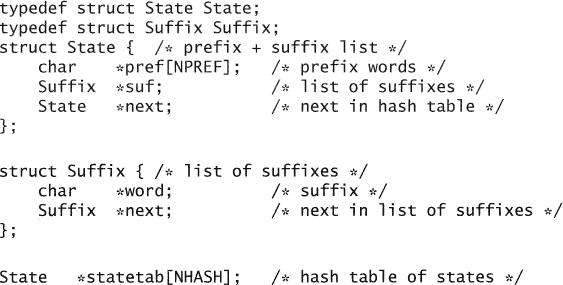 typedef struct State State;
typedef struct Suffix Suffix;
struct State {  /* prefix + suffix list */
    char   *pref[NPREF];   /* prefix words */
    Suffix *suf;           /* list of suffixes */
    State  *next;          /* next in hash table */
};
struct Suffix { /* list of suffixes */
    char   *word;          /* suffix */
    Suffix *next;          /* next in list of suffixes */
};
State  *statetab[NHASH];   /* hash table of states */